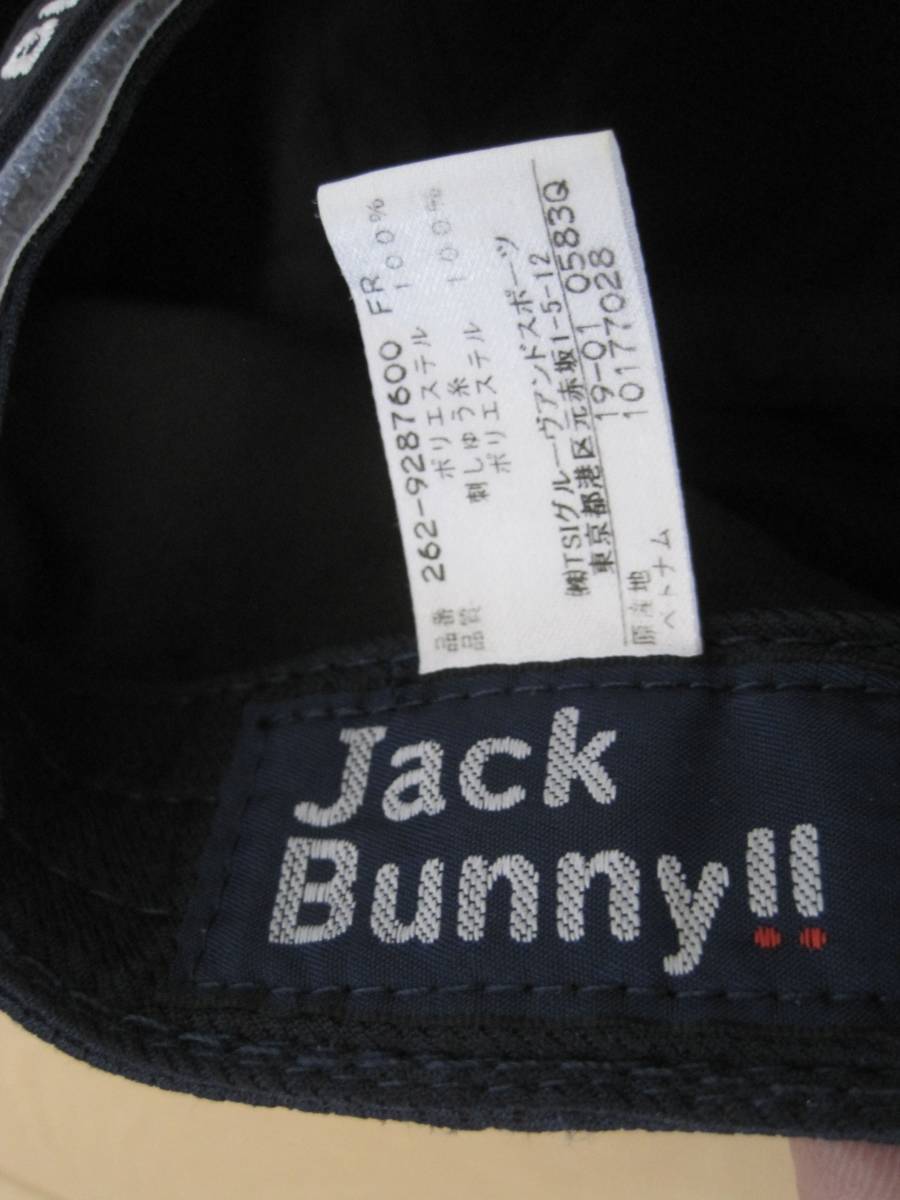 品番 262-9287600 FR
品質 ポリエステル 100%
刺しゅう糸
ポリエステル 100%
㈱TSIグルーヴアンドスポーツ
東京都港区元赤坂1-5-12
19-01 0583Q
原産地 10177028
ベトナム
Jack
Bunny!!